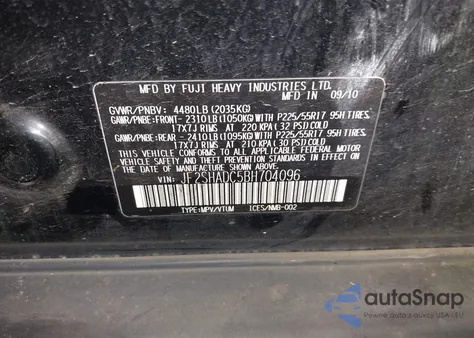 MFD. BY FUJI HEAVY INDUSTRIES LTD.
MFD IN 09/10
GVWR/PNBV: 4480LB(2035KG)
GAWR/PNBE:FRONT- 2310LB(1050KG)WITH P225/55R17 95H TIRES.
17X7J RIMS AT 220 KPA(32 PSI)COLD
GAWR/PNBE:REAR -2410LB(1095KG)WITH P225/55R17 95H TIRES.
17X7J RIMS AT 210 KPA(30 PSI)COLD
THIS VEHICLE CONFORMS TO ALL APPLICABLE FEDERAL MOTOR
VEHICLE SAFETY AND THEFT PREVENTION STANDARDS IN EFFECT
ON THE DATE OF MANUFACTURE SHOWN ABOVE.
VIN: JF2SHADC5BH704096
TYPE:MPV/VTUM ICES/NMB-002
autoSnap
Pewne auta z USA i EU